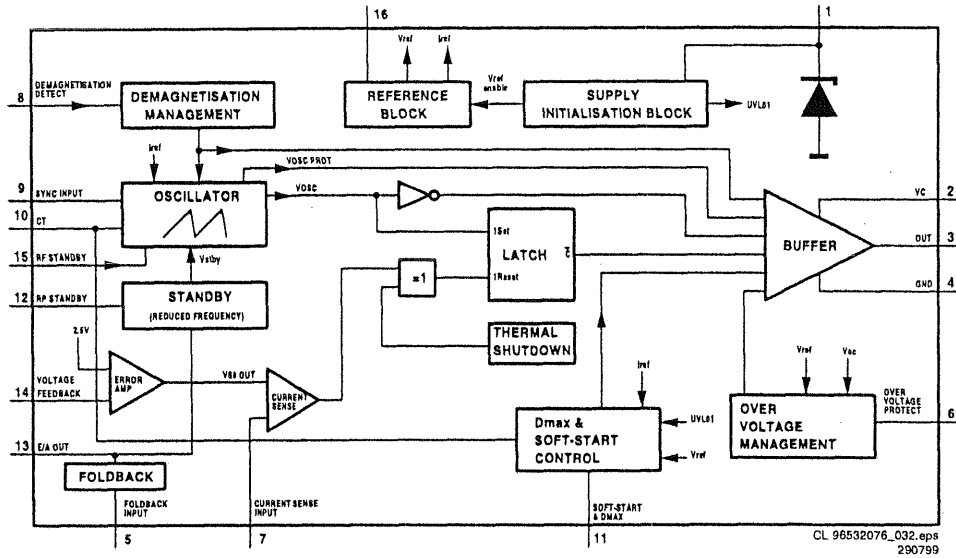 16
1
Vref
Iref
8
DEMAGNETISATION
DETECT
DEMAGNETISATION
MANAGEMENT
REFERENCE
BLOCK
Vref
enable
SUPPLY
INITIALISATION BLOCK
UVLO1
Iref
VOSC PROT
9
SYNC INPUT
OSCILLATOR
VOSC
VC
2
10
CT
1Set
LATCH
C
1Reset
BUFFER
OUT
3
15
RF STANDBY
Vstby
=1
GND
4
12
RP STANDBY
STANDBY
(REDUCED FREQUENCY)
THERMAL
SHUTDOWN
2.5V
ERROR
AMP
CURRENT
SENSE
Iref
Vref
14
VOLTAGE
FEEDBACK
Dmax &
SOFT-START
CONTROL
UVLO1
Vref
OVER
VOLTAGE
MANAGEMENT
OVER
VOLTAGE
PROTECT
6
13
E/A OUT
FOLDBACK
FOLDBACK
INPUT
CURRENT SENSE
INPUT
SOFT-START
& DMAX
5
7
11
CL 96532076_032.eps
290799